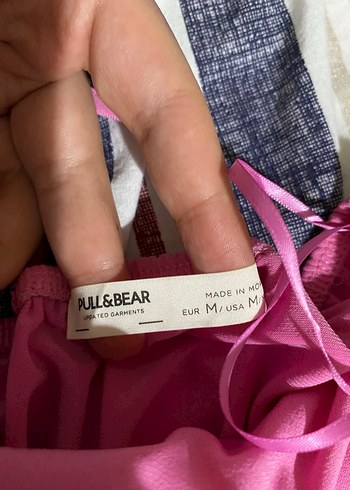 PULL&BEAR
UPDATED GARMENTS
MADE IN MO
EUR M/ USA M/